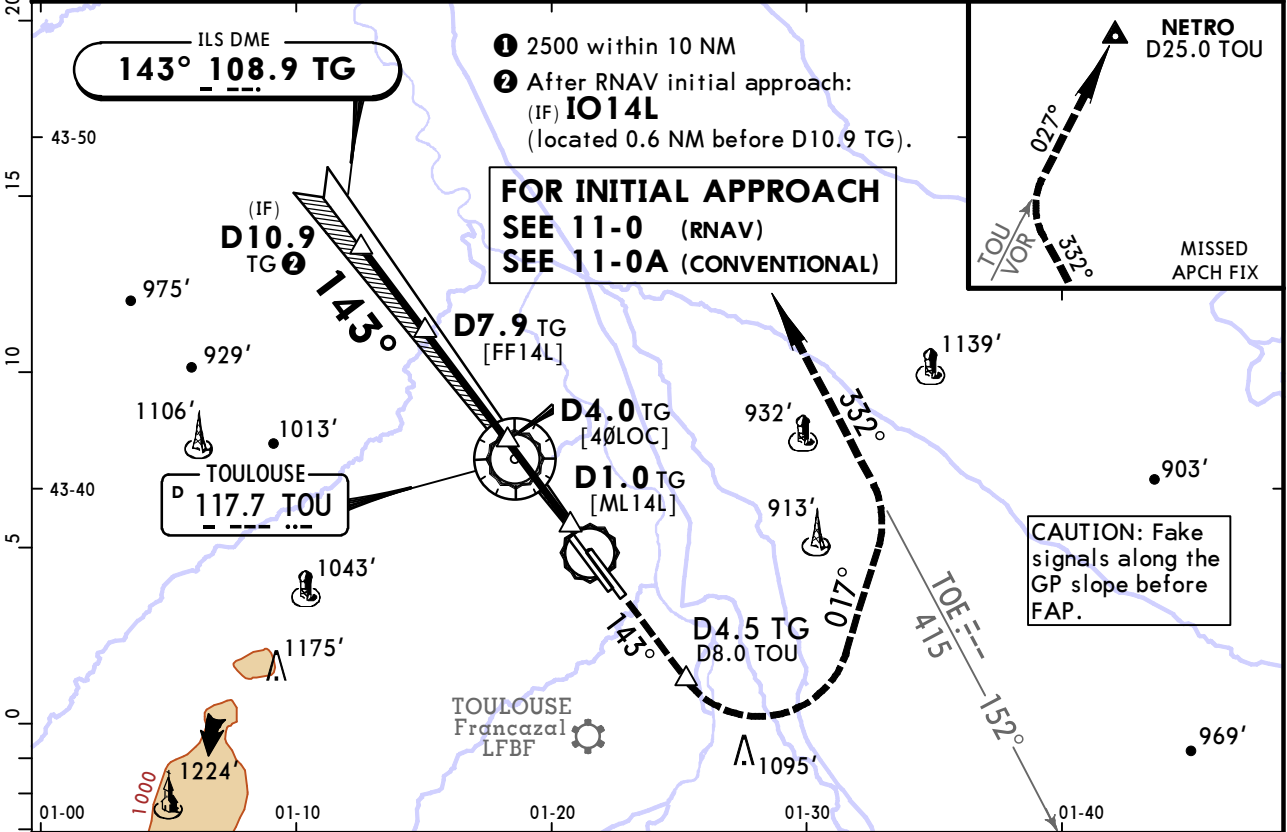 20
15
10
5
0
ILS DME
143° 108.9 TG
❶ 2500 within 10 NM
❷ After RNAV initial approach:
(IF) IO14L
(located 0.6 NM before D10.9 TG).
FOR INITIAL APPROACH
SEE 11-0 (RNAV)
SEE 11-0A (CONVENTIONAL)
NETRO
D25.0 TOU
027°
TOU
VOR
332°
MISSED
APCH FIX
43-50
(IF)
D10.9
TG ❷
143°
975'
D7.9 TG
[FF14L]
929'
1106'
1013'
D4.0 TG
[4ØLOC]
932'
332°
1139'
903'
TOULOUSE
D 117.7 TOU
D1.0 TG
[ML14L]
43-40
913'
CAUTION: Fake
signals along the
GP slope before
FAP.
1043'
017°
TOE
415
152°
143°
D4.5 TG
D8.0 TOU
1175'
TOULOUSE
Francazal
LFBF
1095'
969'
1224'
1000
01-00
01-10
01-20
01-30
01-40